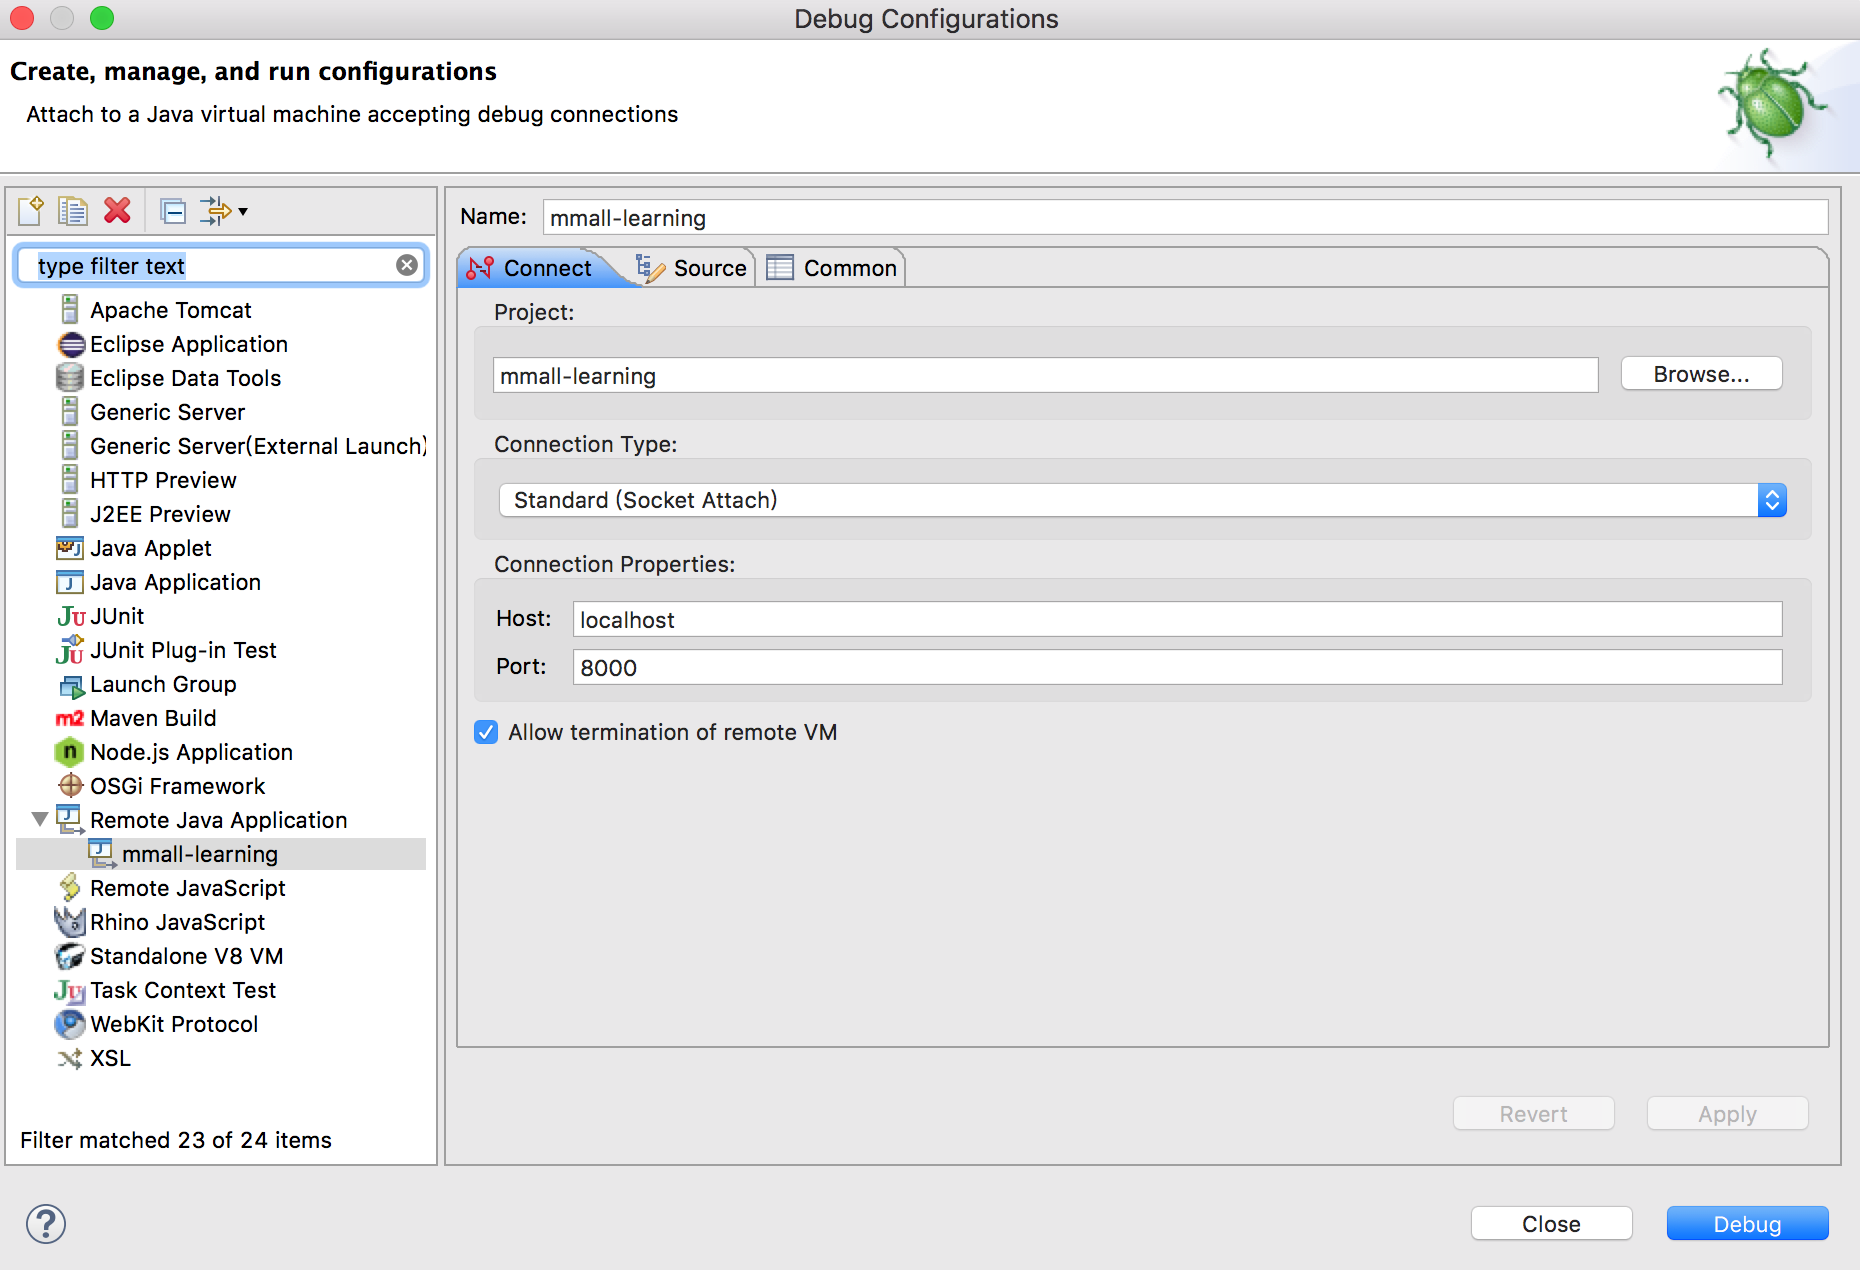 Debug Configurations
Create, manage, and run configurations
Attach to a Java virtual machine accepting debug connections
type filter text
Apache Tomcat
Eclipse Application
Eclipse Data Tools
Generic Server
Generic Server(External Launch)
HTTP Preview
J2EE Preview
Java Applet
Java Application
JUnit
JUnit Plug-in Test
Launch Group
Maven Build
Node.js Application
OSGi Framework
Remote Java Application
mmall-learning
Remote JavaScript
Rhino JavaScript
Standalone V8 VM
Task Context Test
WebKit Protocol
XSL
Filter matched 23 of 24 items
Name: mmall-learning
Connect Source Common
Project:
mmall-learning Browse...
Connection Type:
Standard (Socket Attach)
Connection Properties:
Host: localhost
Port: 8000
Allow termination of remote VM
Revert Apply
Close Debug